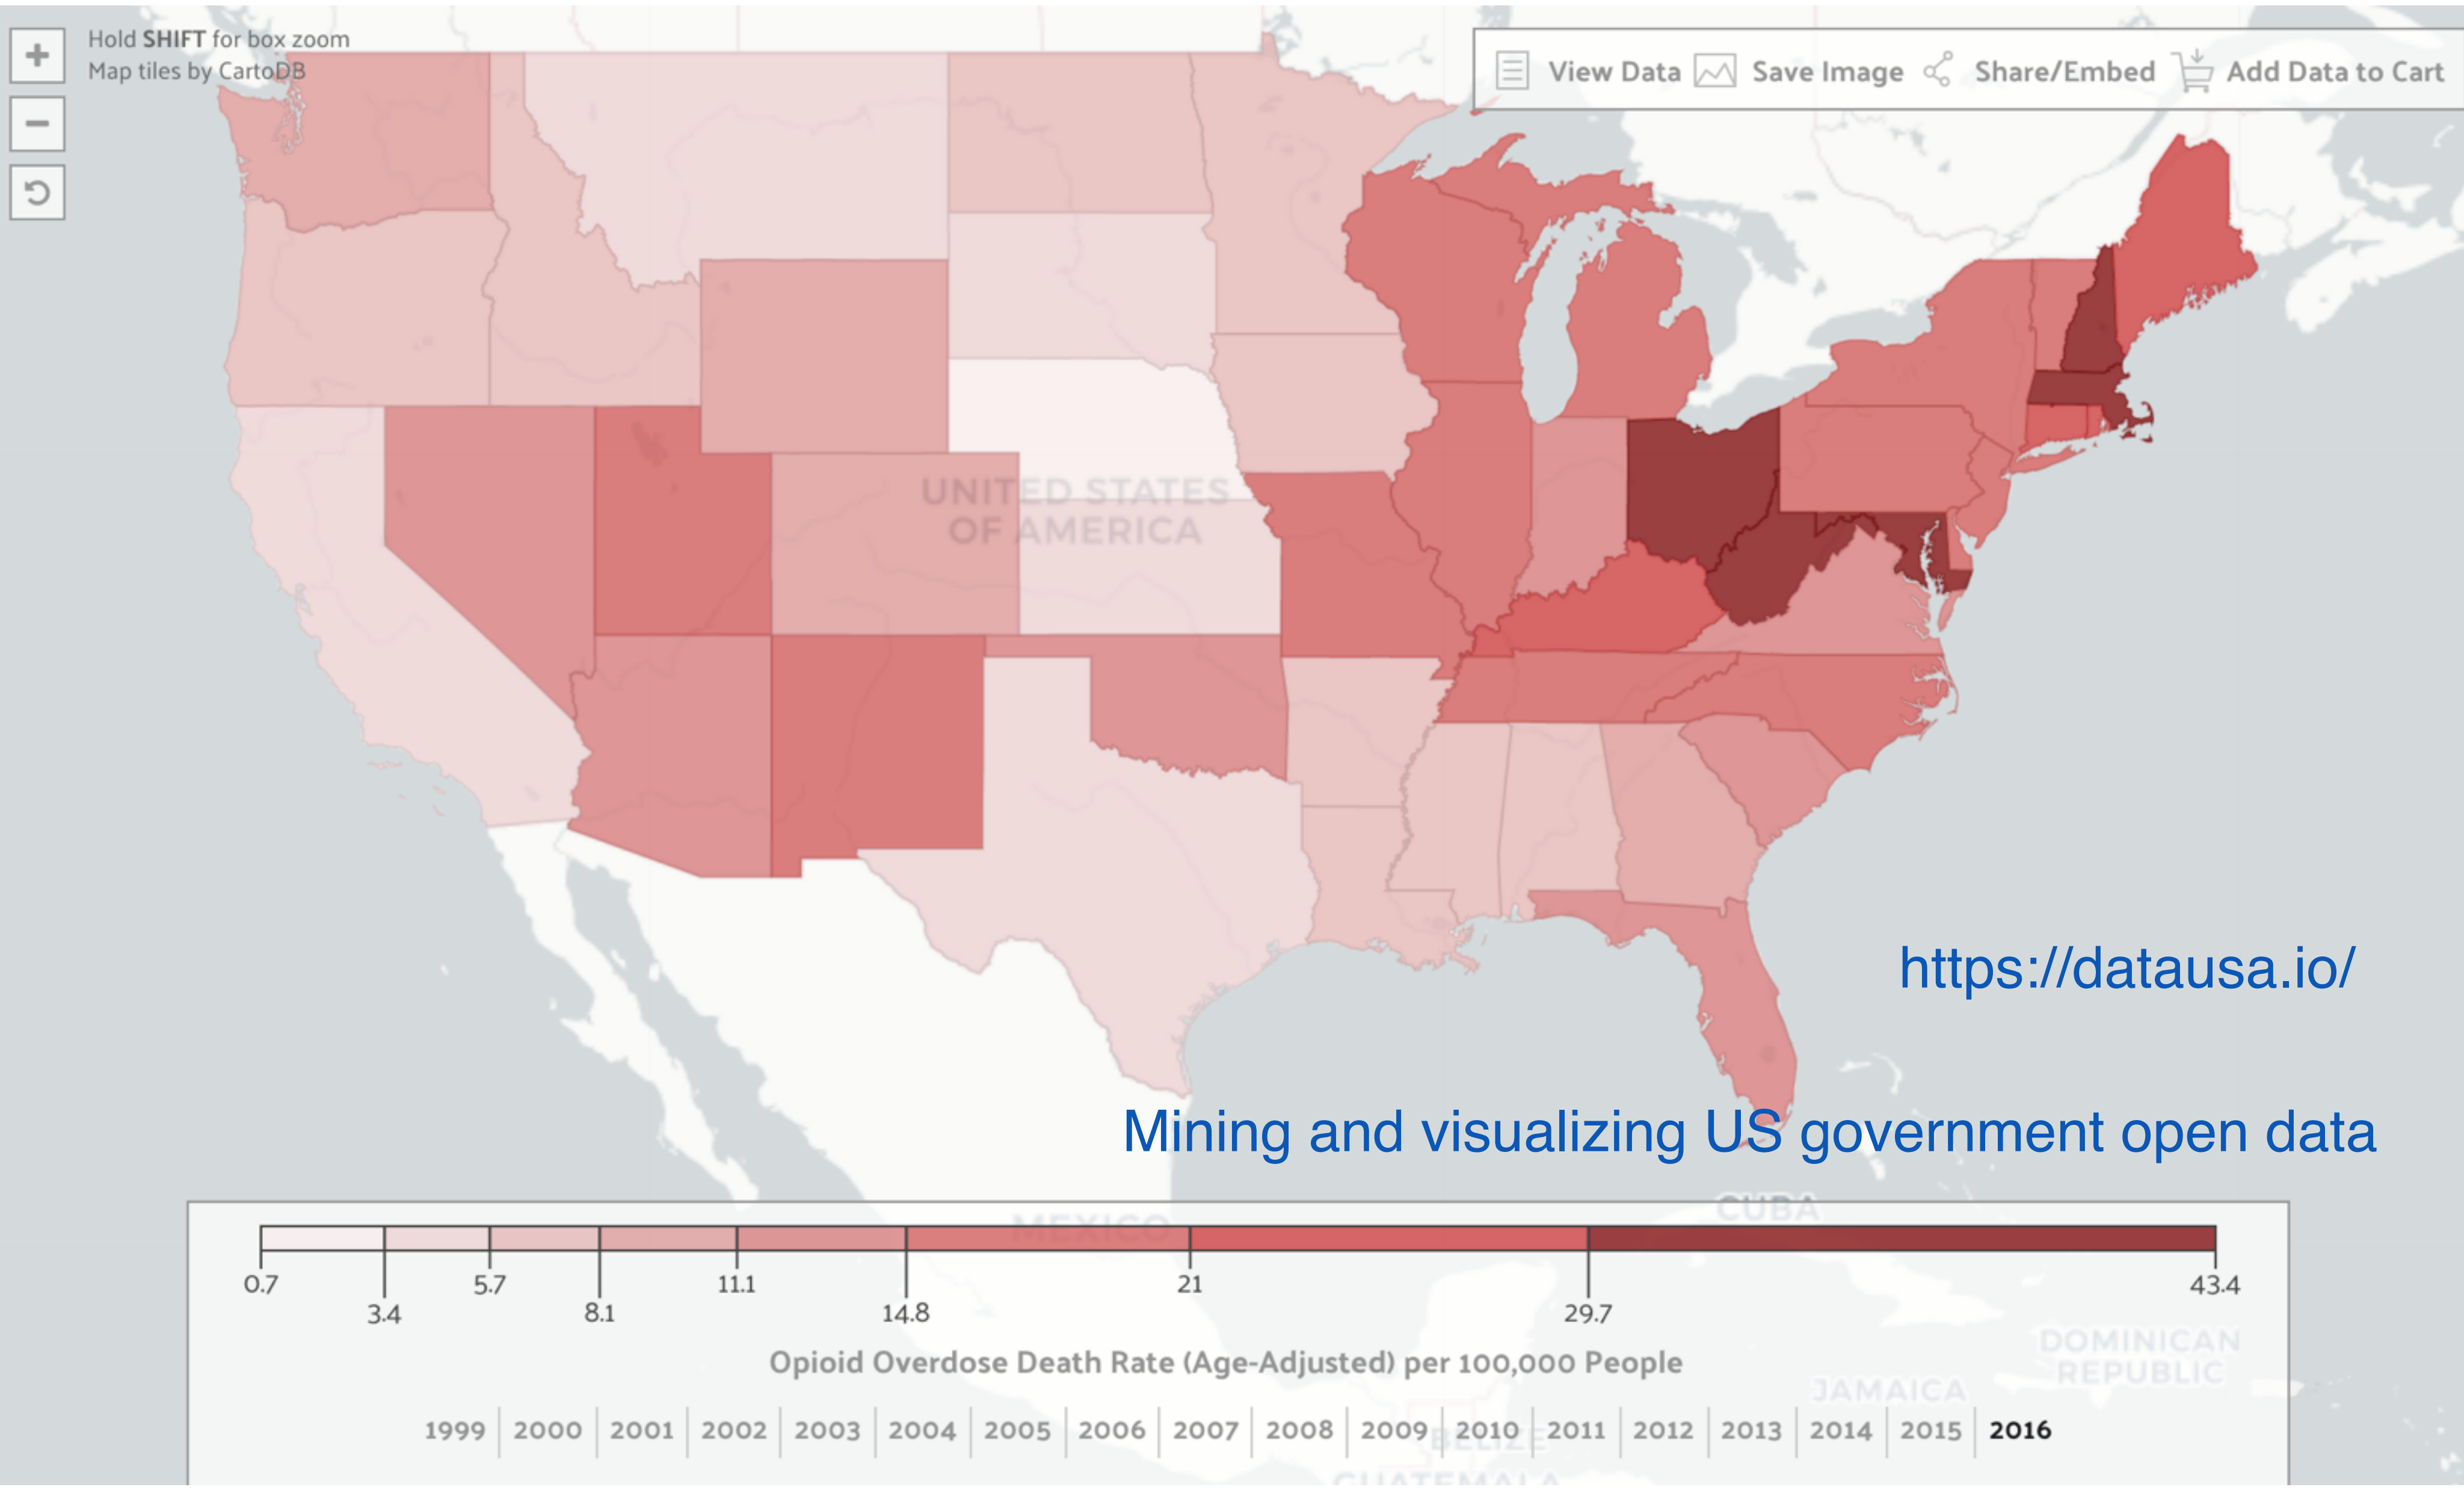 Hold SHIFT for box zoom
Map tiles by CartoDB
View Data Save Image Share/Embed Add Data to Cart
UNITED STATES
OF AMERICA
https://datausa.io/
Mining and visualizing US government open data
CUBA
MEXICO
0.7 3.4 5.7 8.1 11.1 14.8 21 29.7 43.4
DOMINICAN
REPUBLIC
Opioid Overdose Death Rate (Age-Adjusted) per 100,000 People
JAMAICA
1999 2000 2001 2002 2003 2004 2005 2006 2007 2008 2009 2010 2011 2012 2013 2014 2015 2016
BELIZE
GUATEMALA